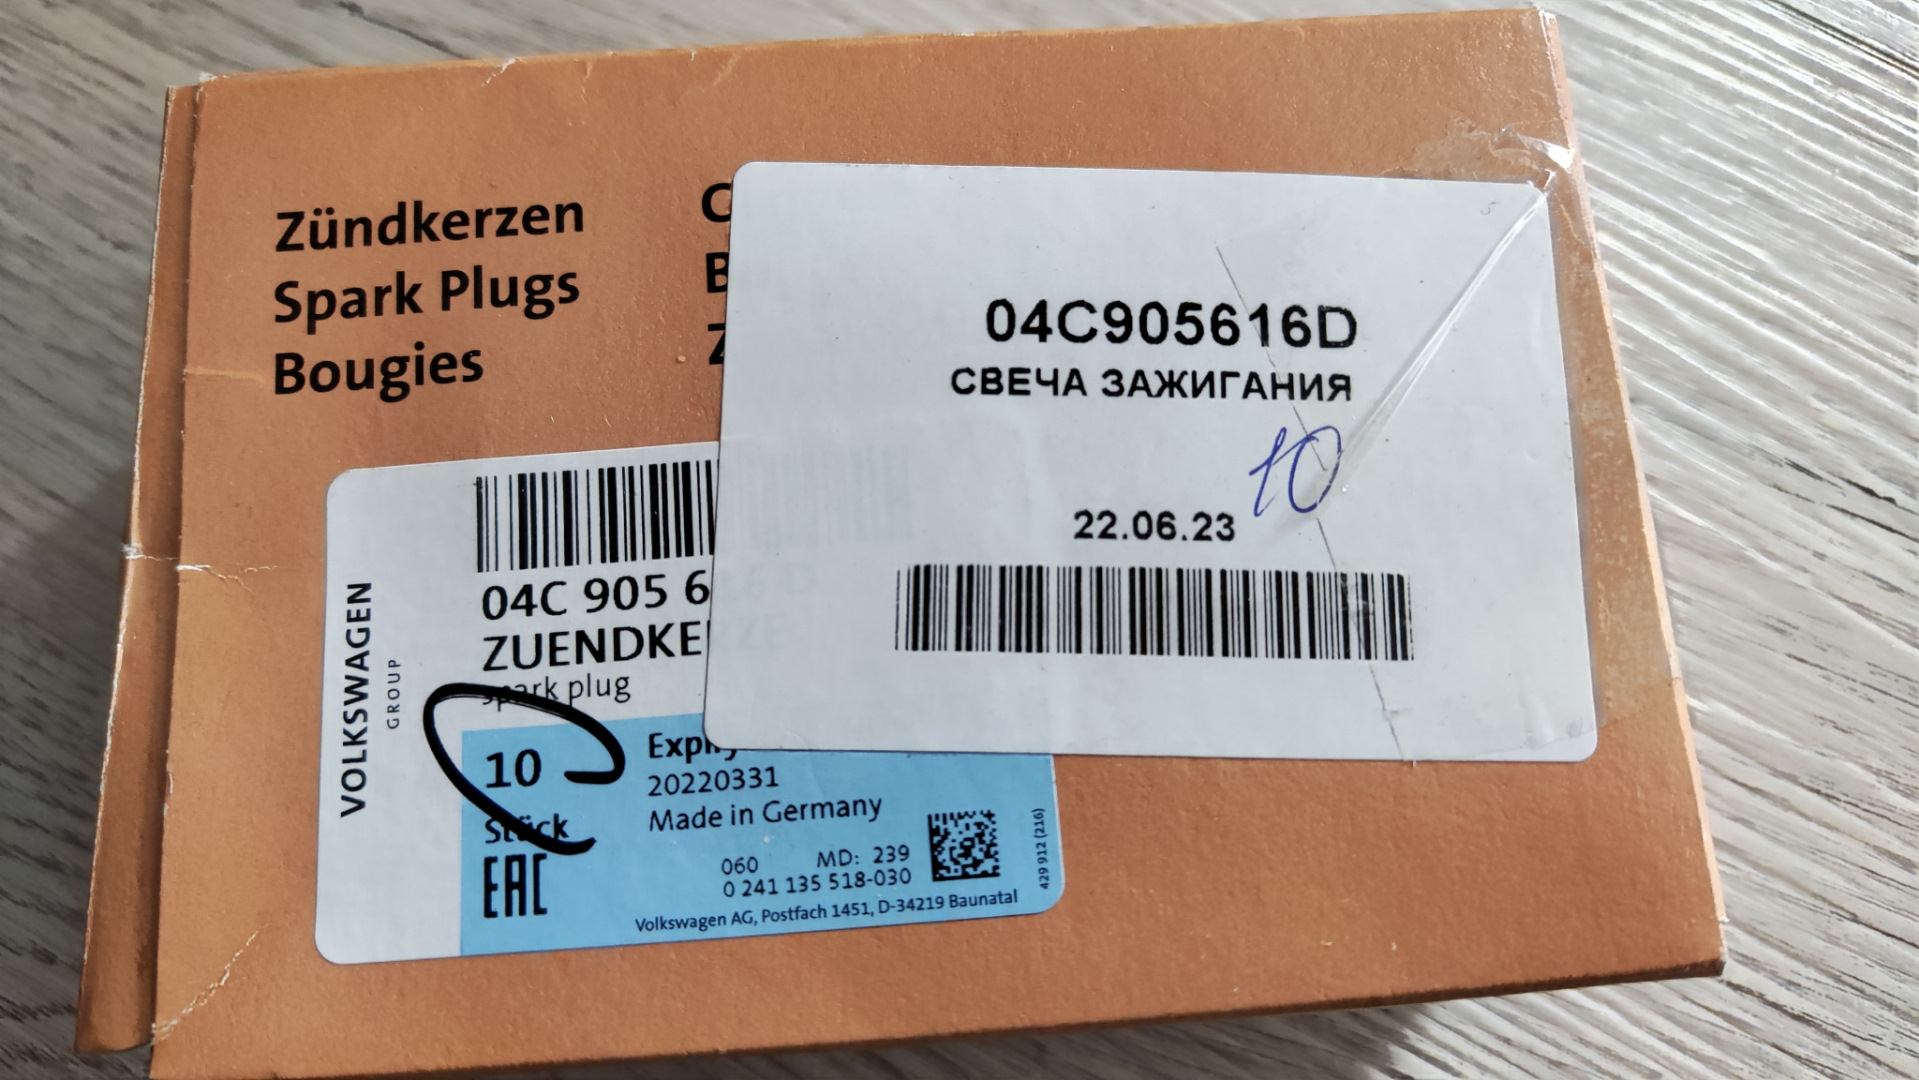 Zündkerzen
Spark Plugs
Bougies
04C905616D
СВЕЧА ЗАЖИГАНИЯ
10
22.06.23
VOLKSWAGEN
GROUP
04C 905 6
ZUENDKE
spark plug
10
Stück
EAC
20220331
Made in Germany
060 MD: 239
0 241 135 518-030
Volkswagen AG, Postfach 1451, D-34219 Baunatal
429 912 (216)